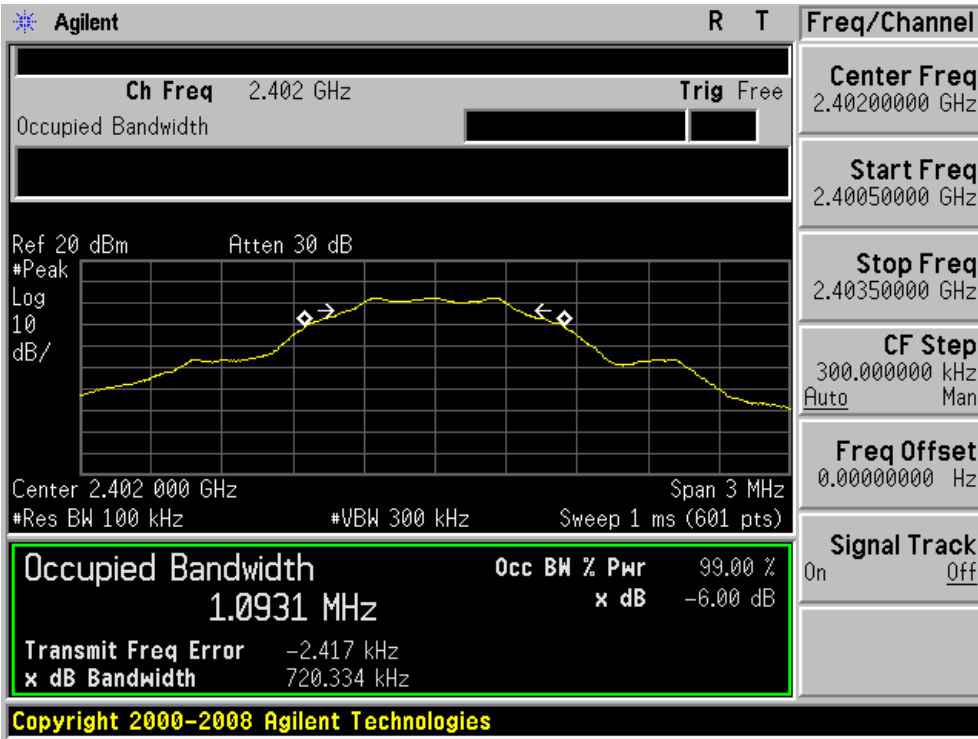 Agilent R T
Ch Freq 2.402 GHz Trig Free
Occupied Bandwidth
Ref 20 dBm Atten 30 dB
#Peak
Log
10
dB/
Center 2.402 000 GHz Span 3 MHz
#Res BW 100 kHz #VBW 300 kHz Sweep 1 ms (601 pts)
Occupied Bandwidth
1.0931 MHz
Occ BW % Pwr 99.00 %
x dB -6.00 dB
Transmit Freq Error -2.417 kHz
x dB Bandwidth 720.334 kHz
Copyright 2000-2008 Agilent Technologies
Freq/Channel
Center Freq
2.40200000 GHz
Start Freq
2.40050000 GHz
Stop Freq
2.40350000 GHz
CF Step
300.000000 kHz
Auto Man
Freq Offset
0.00000000 Hz
Signal Track
On Off